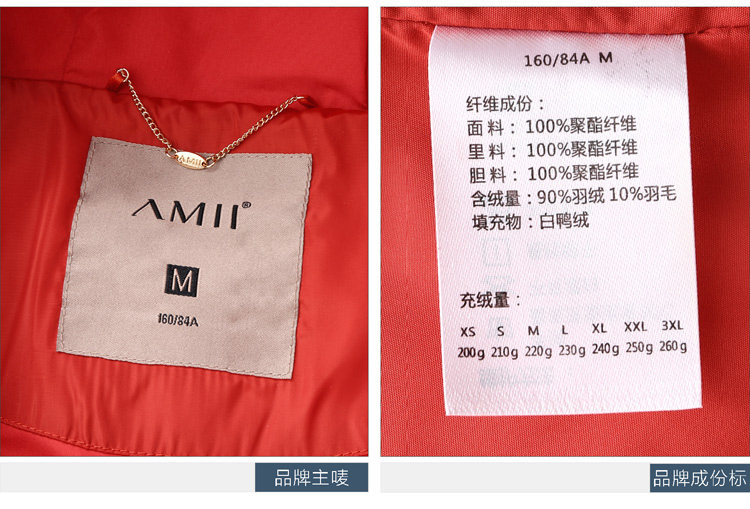 AMII
AMII®
M
160/84A
品牌主唛
160/84A M
纤维成份：
面料：100%聚酯纤维
里料：100%聚酯纤维
胆料：100%聚酯纤维
含绒量：90%羽绒 10%羽毛
填充物：白鸭绒
充绒量：
XS S M L XL XXL 3XL
200g 210g 220g 230g 240g 250g 260g
品牌成份标